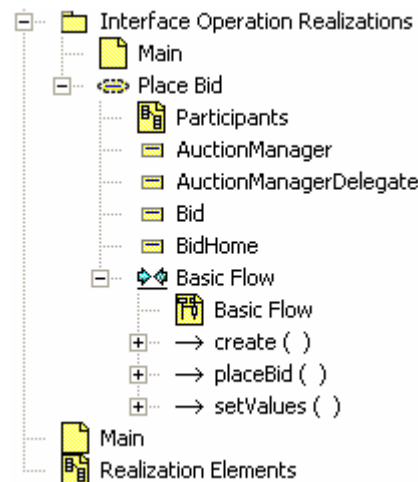 Interface Operation Realizations
Main
Place Bid
Participants
AuctionManager
AuctionManagerDelegate
Bid
BidHome
Basic Flow
Basic Flow
create ( )
placeBid ( )
setValues ( )
Main
Realization Elements